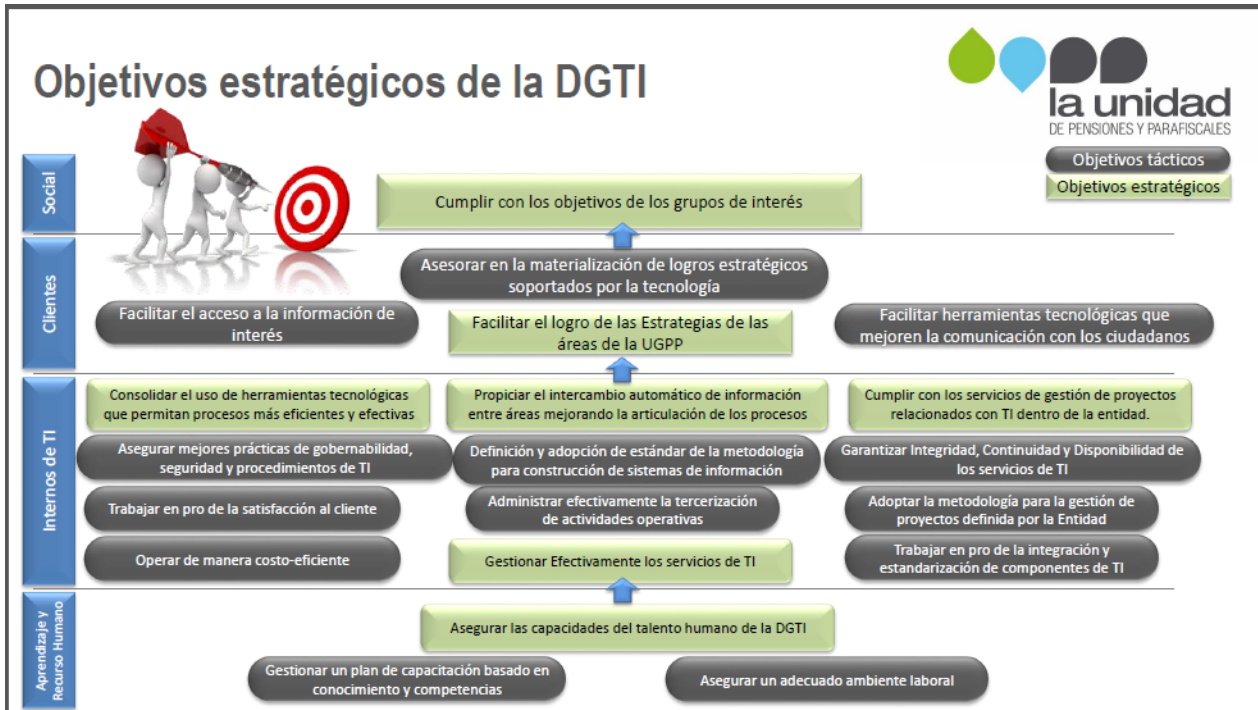 Objetivos estratégicos de la DGTI
la unidad
DE PENSIONES Y PARAFISCALES
Objetivos tácticos
Objetivos estratégicos
Social
Cumplir con los objetivos de los grupos de interés
Clientes
Asesorar en la materialización de logros estratégicos
soportados por la tecnología
Facilitar el acceso a la información de
interés
Facilitar el logro de las Estrategias de las
áreas de la UGPP
Facilitar herramientas tecnológicas que
mejoren la comunicación con los ciudadanos
Internos de TI
Consolidar el uso de herramientas tecnológicas
que permitan procesos más eficientes y efectivas
Propiciar el intercambio automático de información
entre áreas mejorando la articulación de los procesos
Cumplir con los servicios de gestión de proyectos
relacionados con TI dentro de la entidad.
Asegurar mejores prácticas de gobernabilidad,
seguridad y procedimientos de TI
Definición y adopción de estándar de la metodología
para construcción de sistemas de información
Garantizar Integridad, Continuidad y Disponibilidad de
los servicios de TI
Trabajar en pro de la satisfacción al cliente
Administrar efectivamente la tercerización
de actividades operativas
Adoptar la metodología para la gestión de
proyectos definida por la Entidad
Operar de manera costo-eficiente
Gestionar Efectivamente los servicios de TI
Trabajar en pro de la integración y
estandarización de componentes de TI
Aprendizaje y
Recurso Humano
Asegurar las capacidades del talento humano de la DGTI
Gestionar un plan de capacitación basado en
conocimiento y competencias
Asegurar un adecuado ambiente laboral